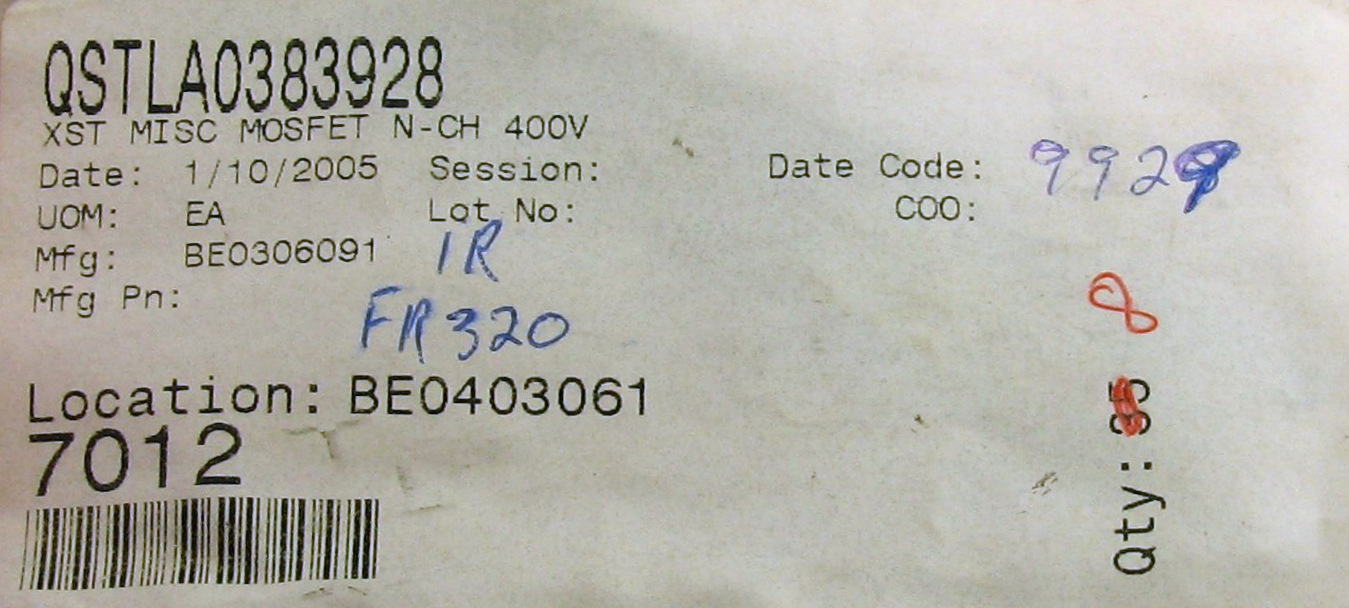 QSTLA0383928
XST MISC MOSFET N-CH 400V
Date: 1/10/2005 Session: Date Code: 9929
UOM: EA Lot No: COO:
Mfg: BE0306091 IR
Mfg Pn: FR320
8
Location: BE0403061
7012
Qty: